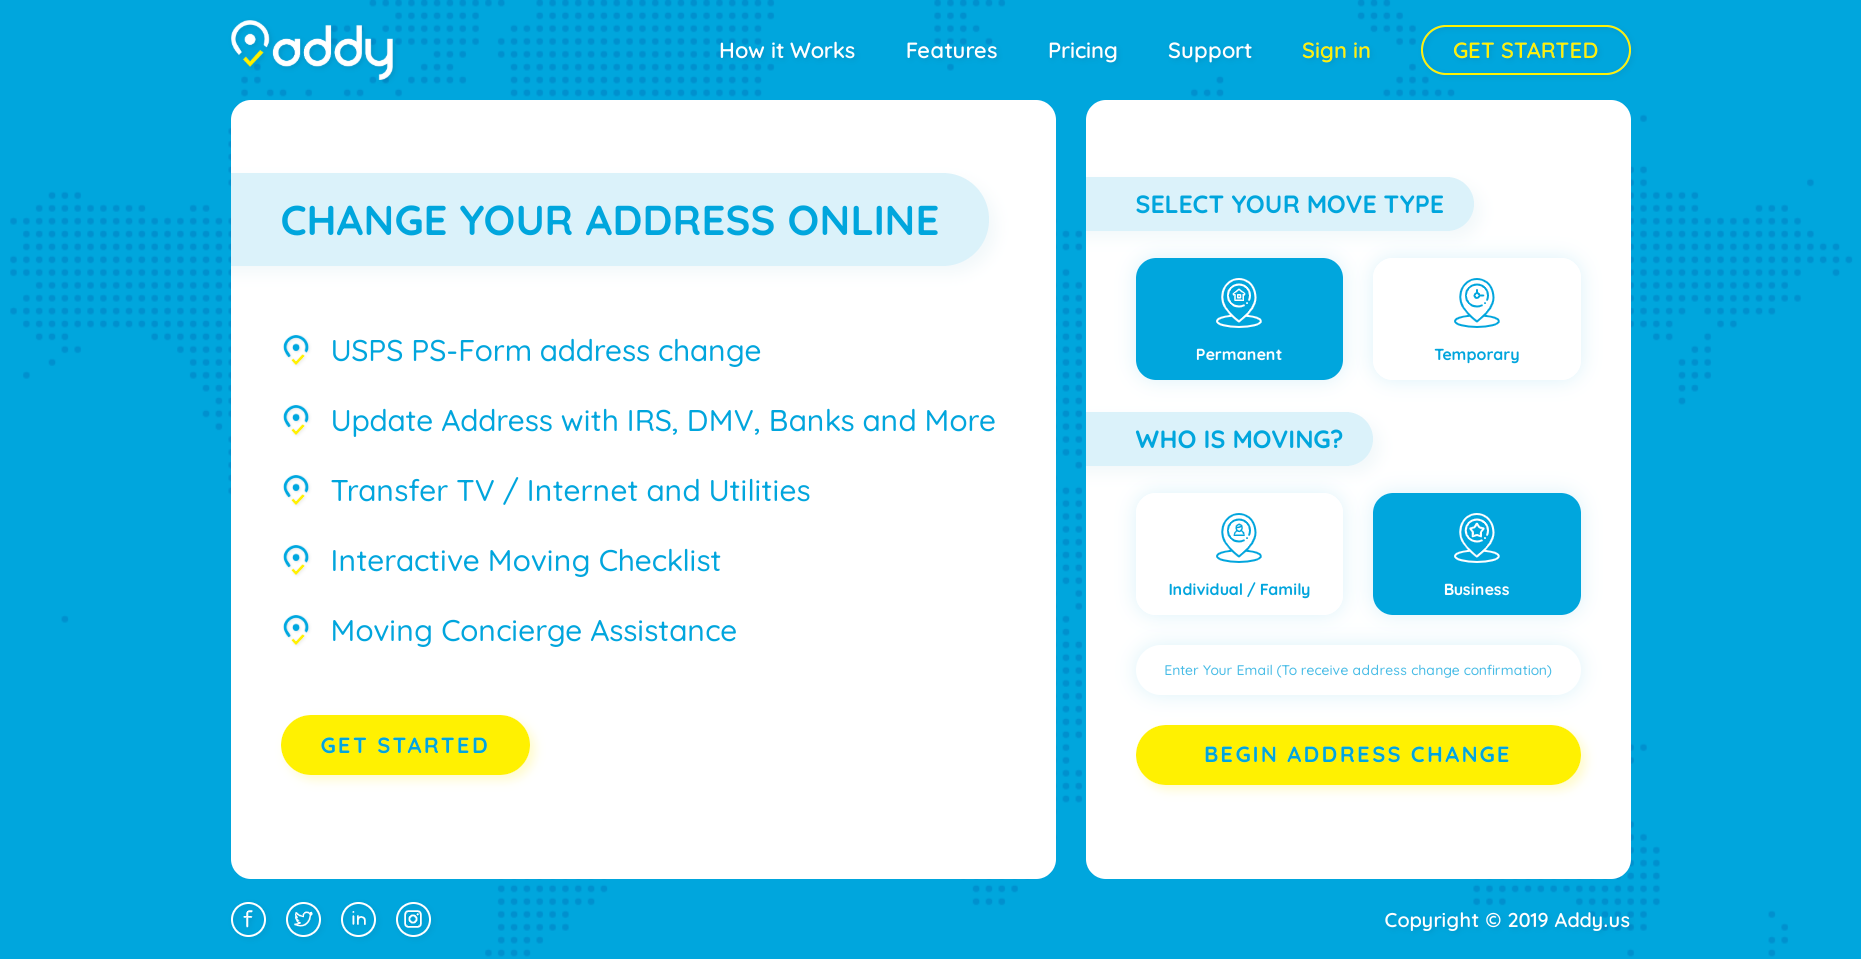 addy
How it Works
Features
Pricing
Support
Sign in
GET STARTED
CHANGE YOUR ADDRESS ONLINE
USPS PS-Form address change
Update Address with IRS, DMV, Banks and More
Transfer TV / Internet and Utilities
Interactive Moving Checklist
Moving Concierge Assistance
GET STARTED
SELECT YOUR MOVE TYPE
Permanent
Temporary
WHO IS MOVING?
Individual / Family
Business
Enter Your Email (To receive address change confirmation)
BEGIN ADDRESS CHANGE
Copyright © 2019 Addy.us